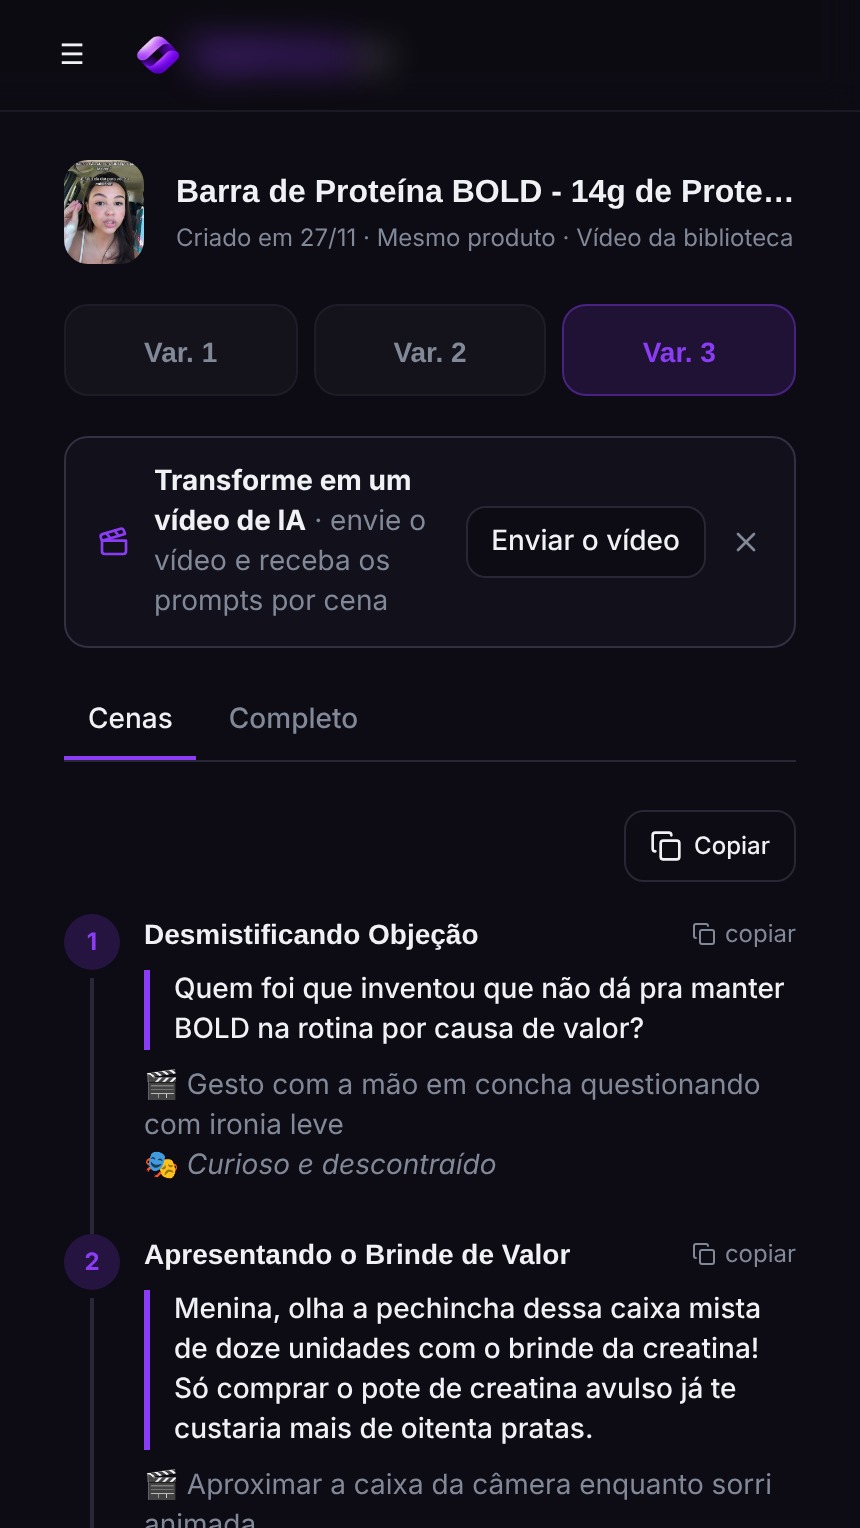 Barra de Proteína BOLD - 14g de Prote...
Criado em 27/11 · Mesmo produto · Vídeo da biblioteca
Var. 1
Var. 2
Var. 3
Transforme em um
vídeo de IA · envie o
vídeo e receba os
prompts por cena
Enviar o vídeo
Cenas
Completo
Copiar
1
Desmistificando Objeção
copiar
Quem foi que inventou que não dá pra manter
BOLD na rotina por causa de valor?
🎬 Gesto com a mão em concha questionando
com ironia leve
🎭 Curioso e descontraído
2
Apresentando o Brinde de Valor
copiar
Menina, olha a pechincha dessa caixa mista
de doze unidades com o brinde da creatina!
Só comprar o pote de creatina avulso já te
custaria mais de oitenta pratas.
🎬 Aproximar a caixa da câmera enquanto sorri
animada